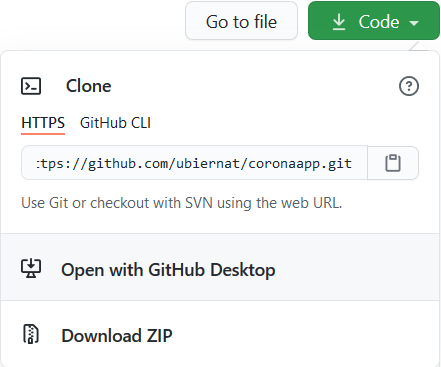 Go to file Code
Clone
HTTPS GitHub CLI
tps://github.com/ubiernat/coronaapp.git
Use Git or checkout with SVN using the web URL.
Open with GitHub Desktop
Download ZIP